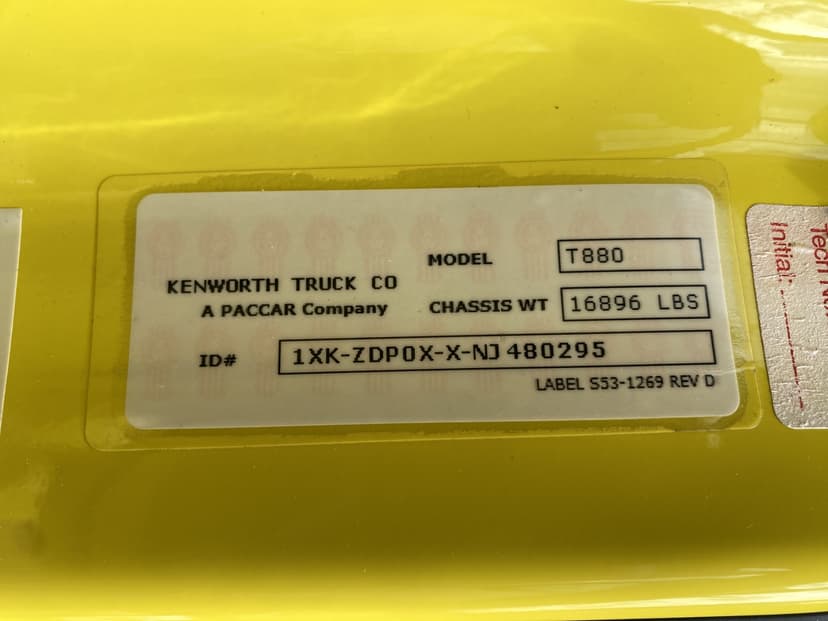 MODEL T880
KENWORTH TRUCK CO
A PACCAR Company
CHASSIS WT 16896 LBS
ID# 1XK-ZDP0X-X-NJ480295
LABEL S53-1269 REV D
Tech
Initial: